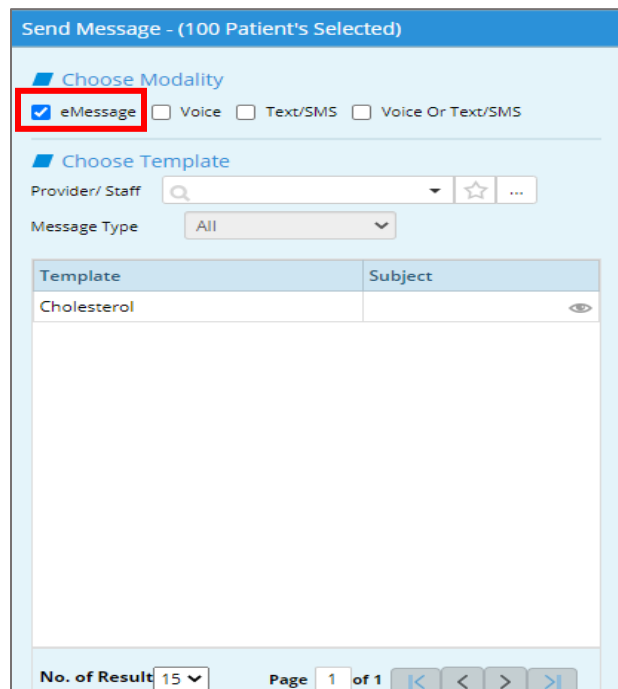 Send Message - (100 Patient's Selected)
Choose Modality
eMessage Voice Text/SMS Voice Or Text/SMS
Choose Template
Provider/ Staff ...
Message Type All
Template Subject
Cholesterol
No. of Result 15 Page 1 of 1